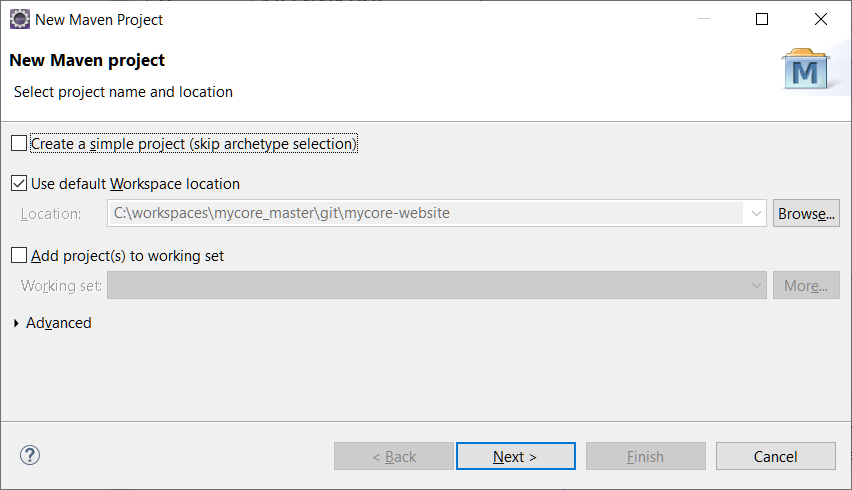 New Maven Project
New Maven project
M
Select project name and location
Create a simple project (skip archetype selection)
Use default Workspace location
Location: C:\workspaces\mycore_master\git\mycore-website Browse...
Add project(s) to working set
Working set: More...
Advanced
? < Back Next > Finish Cancel